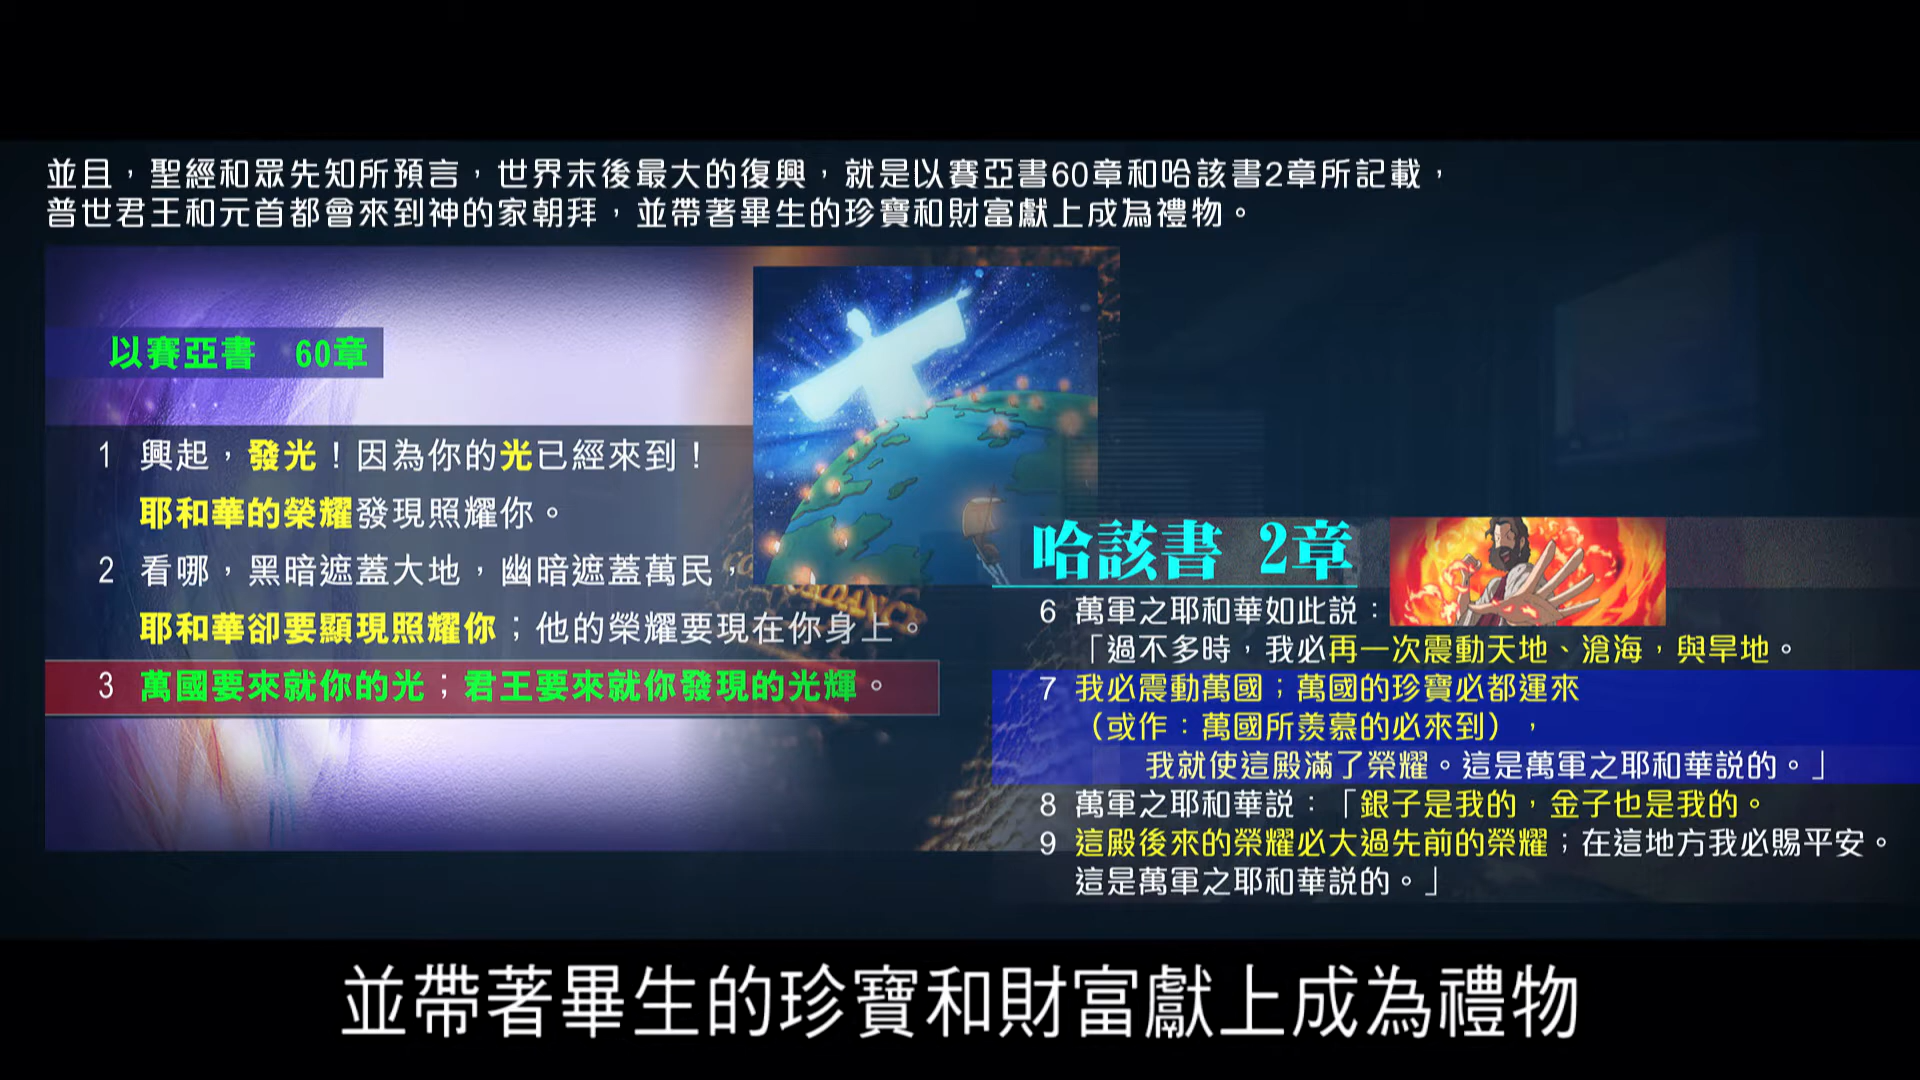 並且，聖經和眾先知所預言，世界末後最大的復興，就是以賽亞書60章和哈該書2章所記載，
普世君王和元首都會來到神的家朝拜，並帶著畢生的珍寶和財富獻上成為禮物。
以賽亞書 60章
1 興起，發光！因為你的光已經來到！
耶和華的榮耀發現照耀你。
2 看哪，黑暗遮蓋大地，幽暗遮蓋萬民，
耶和華卻要顯現照耀你；他的榮耀要現在你身上。
3 萬國要來就你的光；君王要來就你發現的光輝。
哈該書 2章
6 萬軍之耶和華如此說：
「過不多時，我必再一次震動天地、滄海，與旱地。
7 我必震動萬國；萬國的珍寶必都運來
（或作：萬國所羨慕的必來到），
我就使這殿滿了榮耀。這是萬軍之耶和華說的。」
8 萬軍之耶和華說：「銀子是我的，金子也是我的。
9 這殿後來的榮耀必大過先前的榮耀；在這地方我必賜平安。
這是萬軍之耶和華說的。」
並帶著畢生的珍寶和財富獻上成為禮物